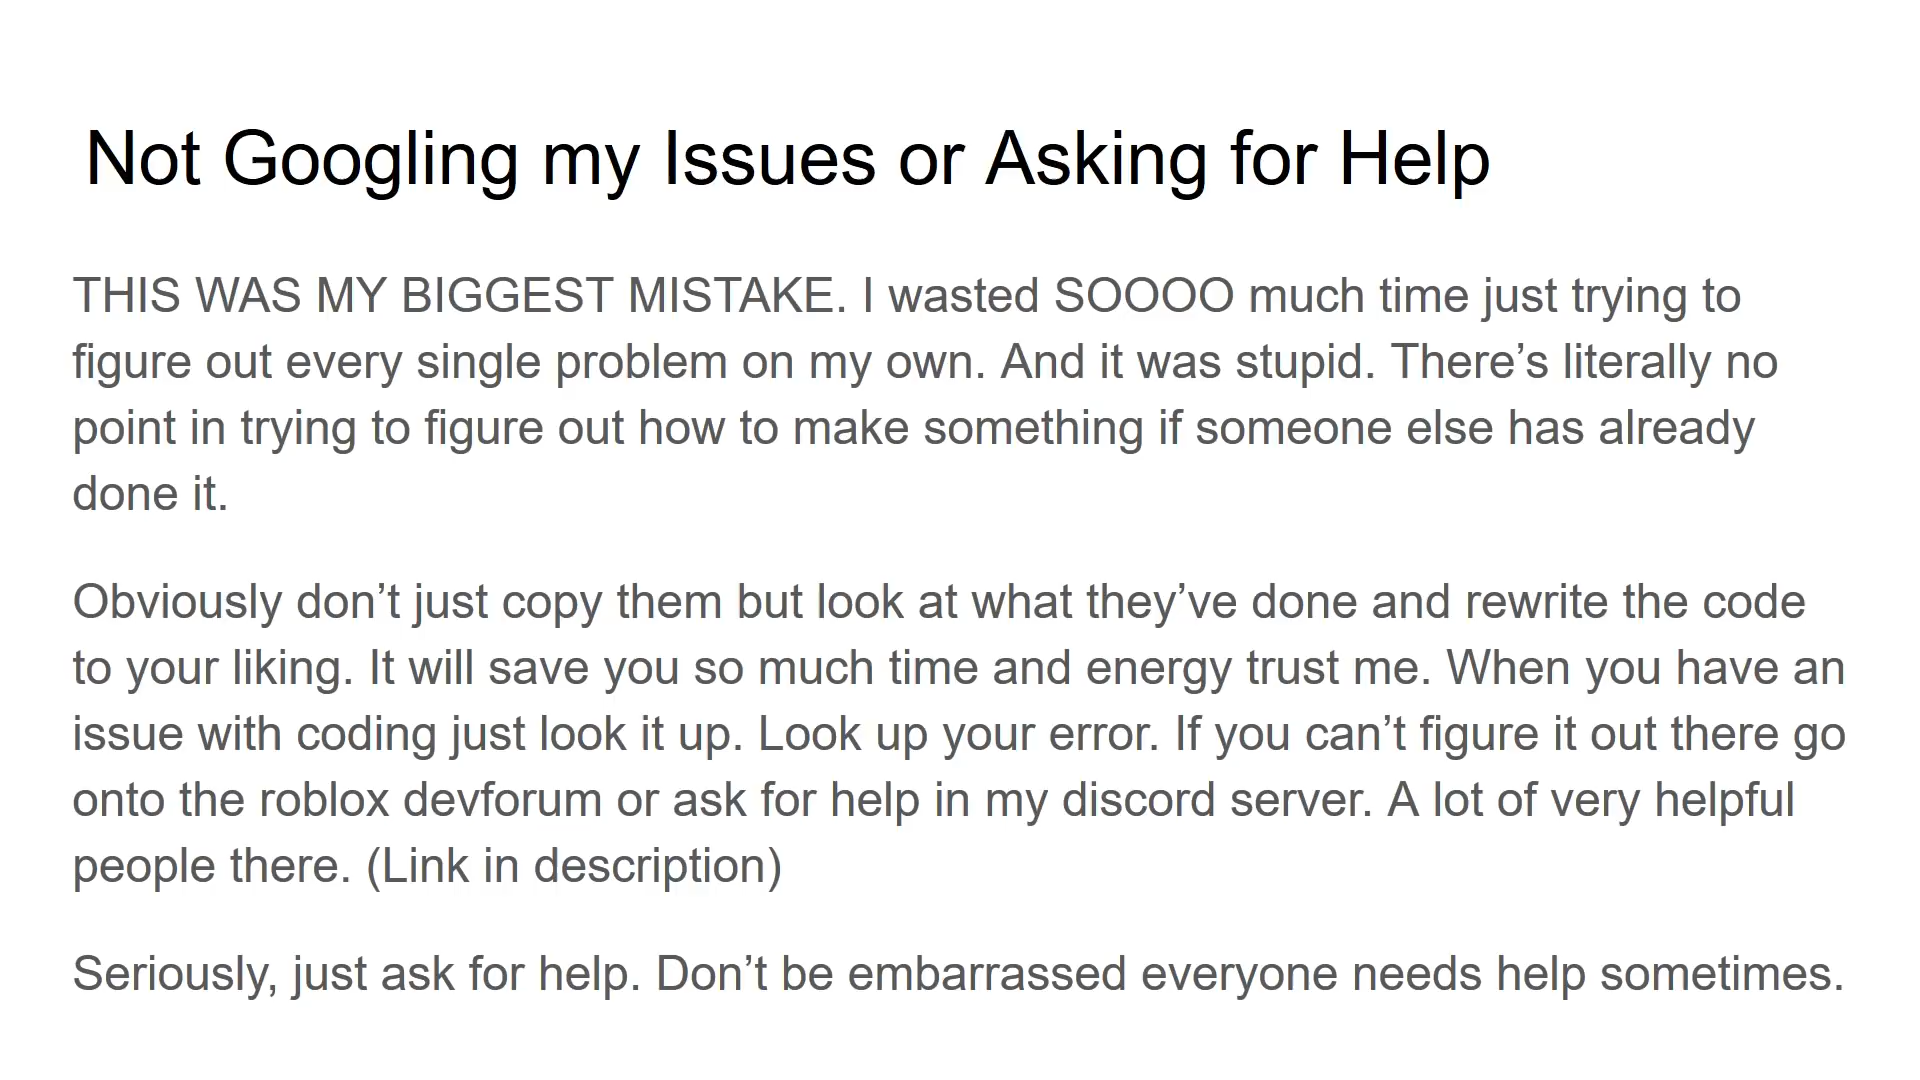 Not Googling my Issues or Asking for Help
THIS WAS MY BIGGEST MISTAKE. I wasted SOOOO much time just trying to
figure out every single problem on my own. And it was stupid. There’s literally no
point in trying to figure out how to make something if someone else has already
done it.
Obviously don’t just copy them but look at what they’ve done and rewrite the code
to your liking. It will save you so much time and energy trust me. When you have an
issue with coding just look it up. Look up your error. If you can’t figure it out there go
onto the roblox devforum or ask for help in my discord server. A lot of very helpful
people there. (Link in description)
Seriously, just ask for help. Don’t be embarrassed everyone needs help sometimes.